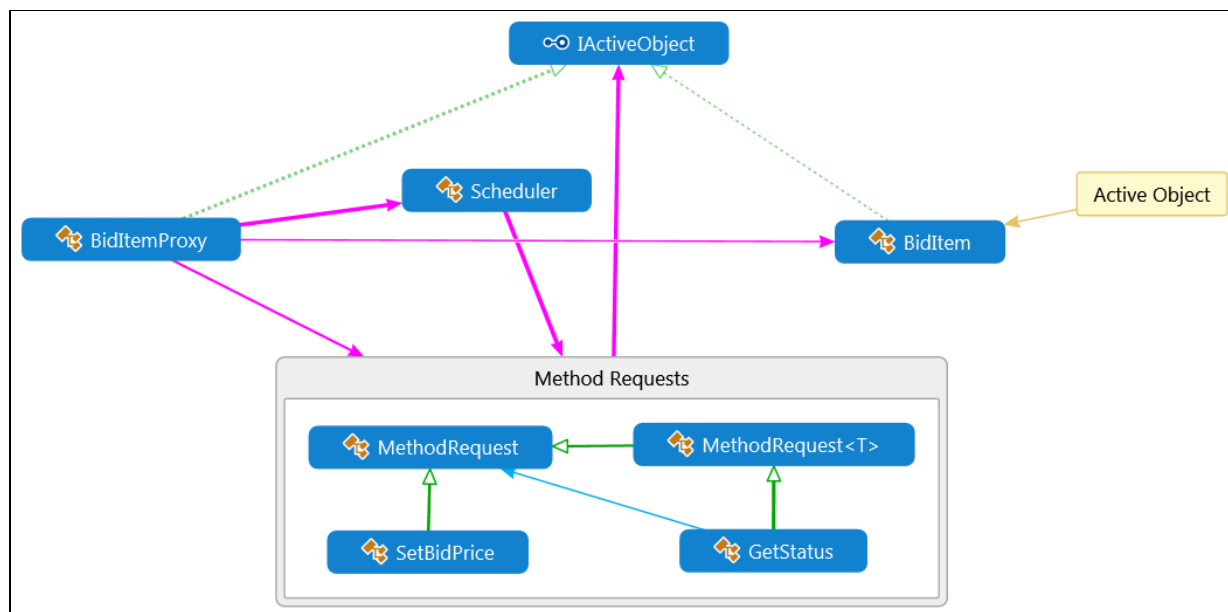 IActiveObject
Scheduler
Active Object
BidItemProxy
BidItem
Method Requests
MethodRequest
MethodRequest<T>
SetBidPrice
GetStatus